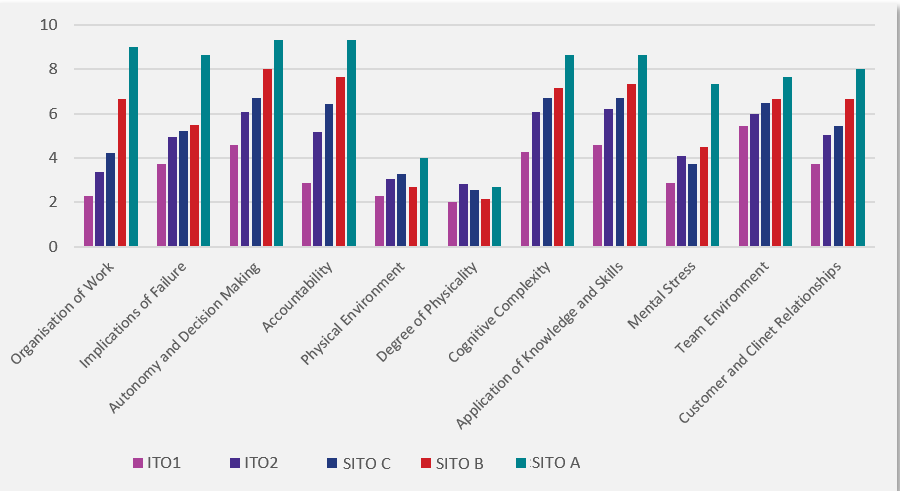 10
8
6
4
2
0
Organisation of Work
Implications of Failure
Autonomy and Decision Making
Accountability
Physical Environment
Degree of Physicality
Cognitive Complexity
Application of Knowledge and Skills
Mental Stress
Team Environment
Customer and Clinet Relationships
ITO1
ITO2
SITO C
SITO B
SITO A